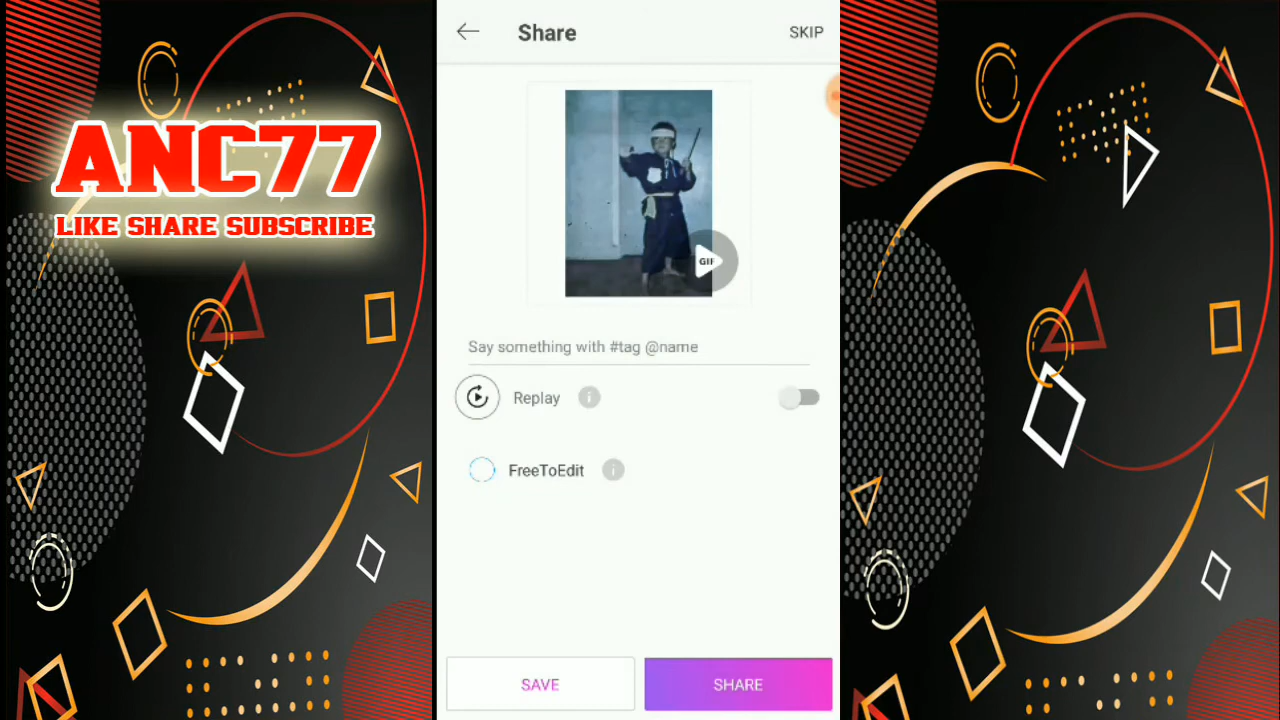 Share
SKIP
ANC77
LIKE SHARE SUBSCRIBE
GIF
Say something with #tag @name
Replay
FreeToEdit
SAVE
SHARE